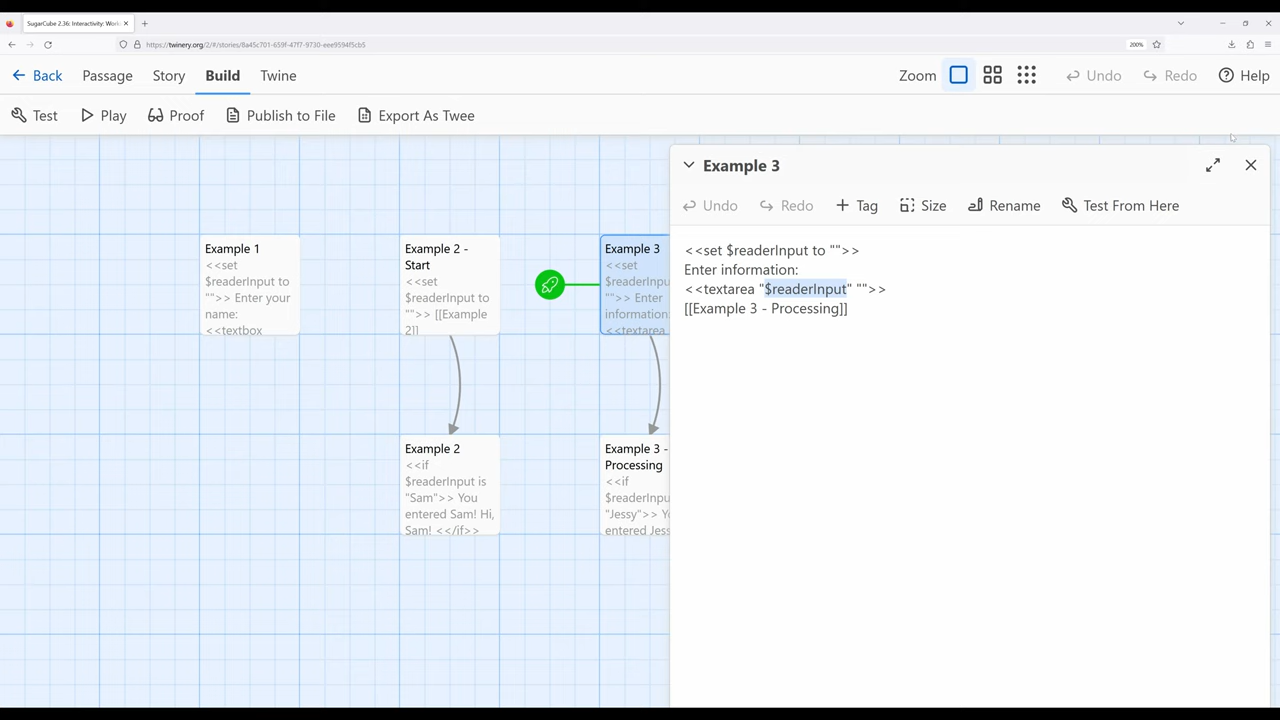 SugarCube 2.36: Interactivity: Work
https://twinery.org/2/#/stories/8a45c701-659f-47f7-9730-eee9594f5cb5
200%
Back
Passage
Story
Build
Twine
Zoom
Undo
Redo
Help
Test
Play
Proof
Publish to File
Export As Twee
Example 1
<<set
$readerInput to
"">> Enter your
name:
<<textbox
Example 2 -
Start
<<set
$readerInput to
"">> [[Example
2]]
Example 3
<<set
$readerInpu
"">> Enter
information:
<<textarea
Example 2
<<if
$readerInput is
"Sam">> You
entered Sam! Hi,
Sam! <</if>>
Example 3 -
Processing
<<if
$readerInpu
"Jessy">> Y
entered Jess
Example 3
Undo
Redo
Tag
Size
Rename
Test From Here
<<set $readerInput to "">>
Enter information:
<<textarea "$readerInput" "">>
[[Example 3 - Processing]]